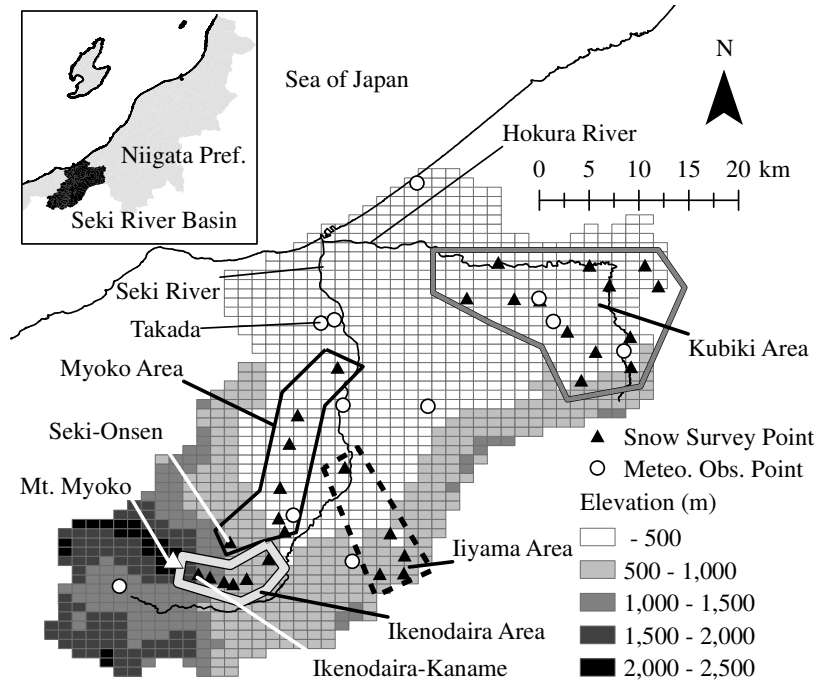 Sea of Japan
N
Niigata Pref.
Seki River Basin
Hokura River
0 5 10 15 20 km
Seki River
Takada
Myoko Area
Kubiki Area
Seki-Onsen
Mt. Myoko
Snow Survey Point
Meteo. Obs. Point
Elevation (m)
- 500
500 - 1,000
1,000 - 1,500
1,500 - 2,000
2,000 - 2,500
Iiyama Area
Ikenodaira Area
Ikenodaira-Kaname